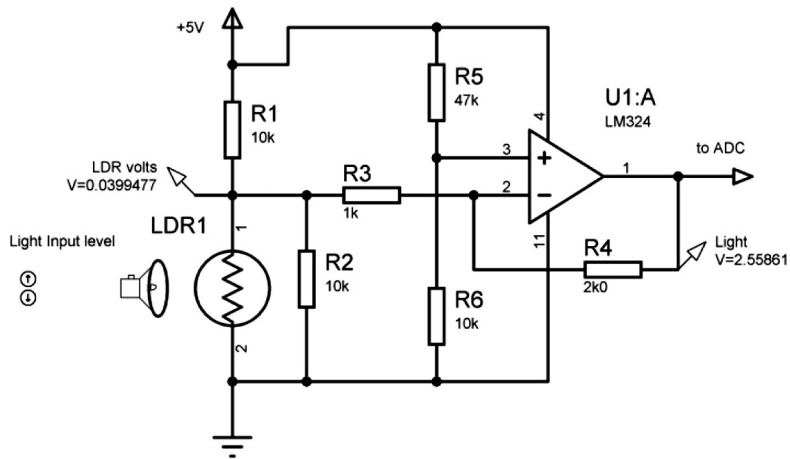 +5V
R1
10k
R5
47k
U1:A
LM324
4
3
2
1
11
to ADC
LDR volts
V=0.0399477
R3
1k
LDR1
1
2
Light Input level
R2
10k
R6
10k
R4
2k0
Light
V=2.55861